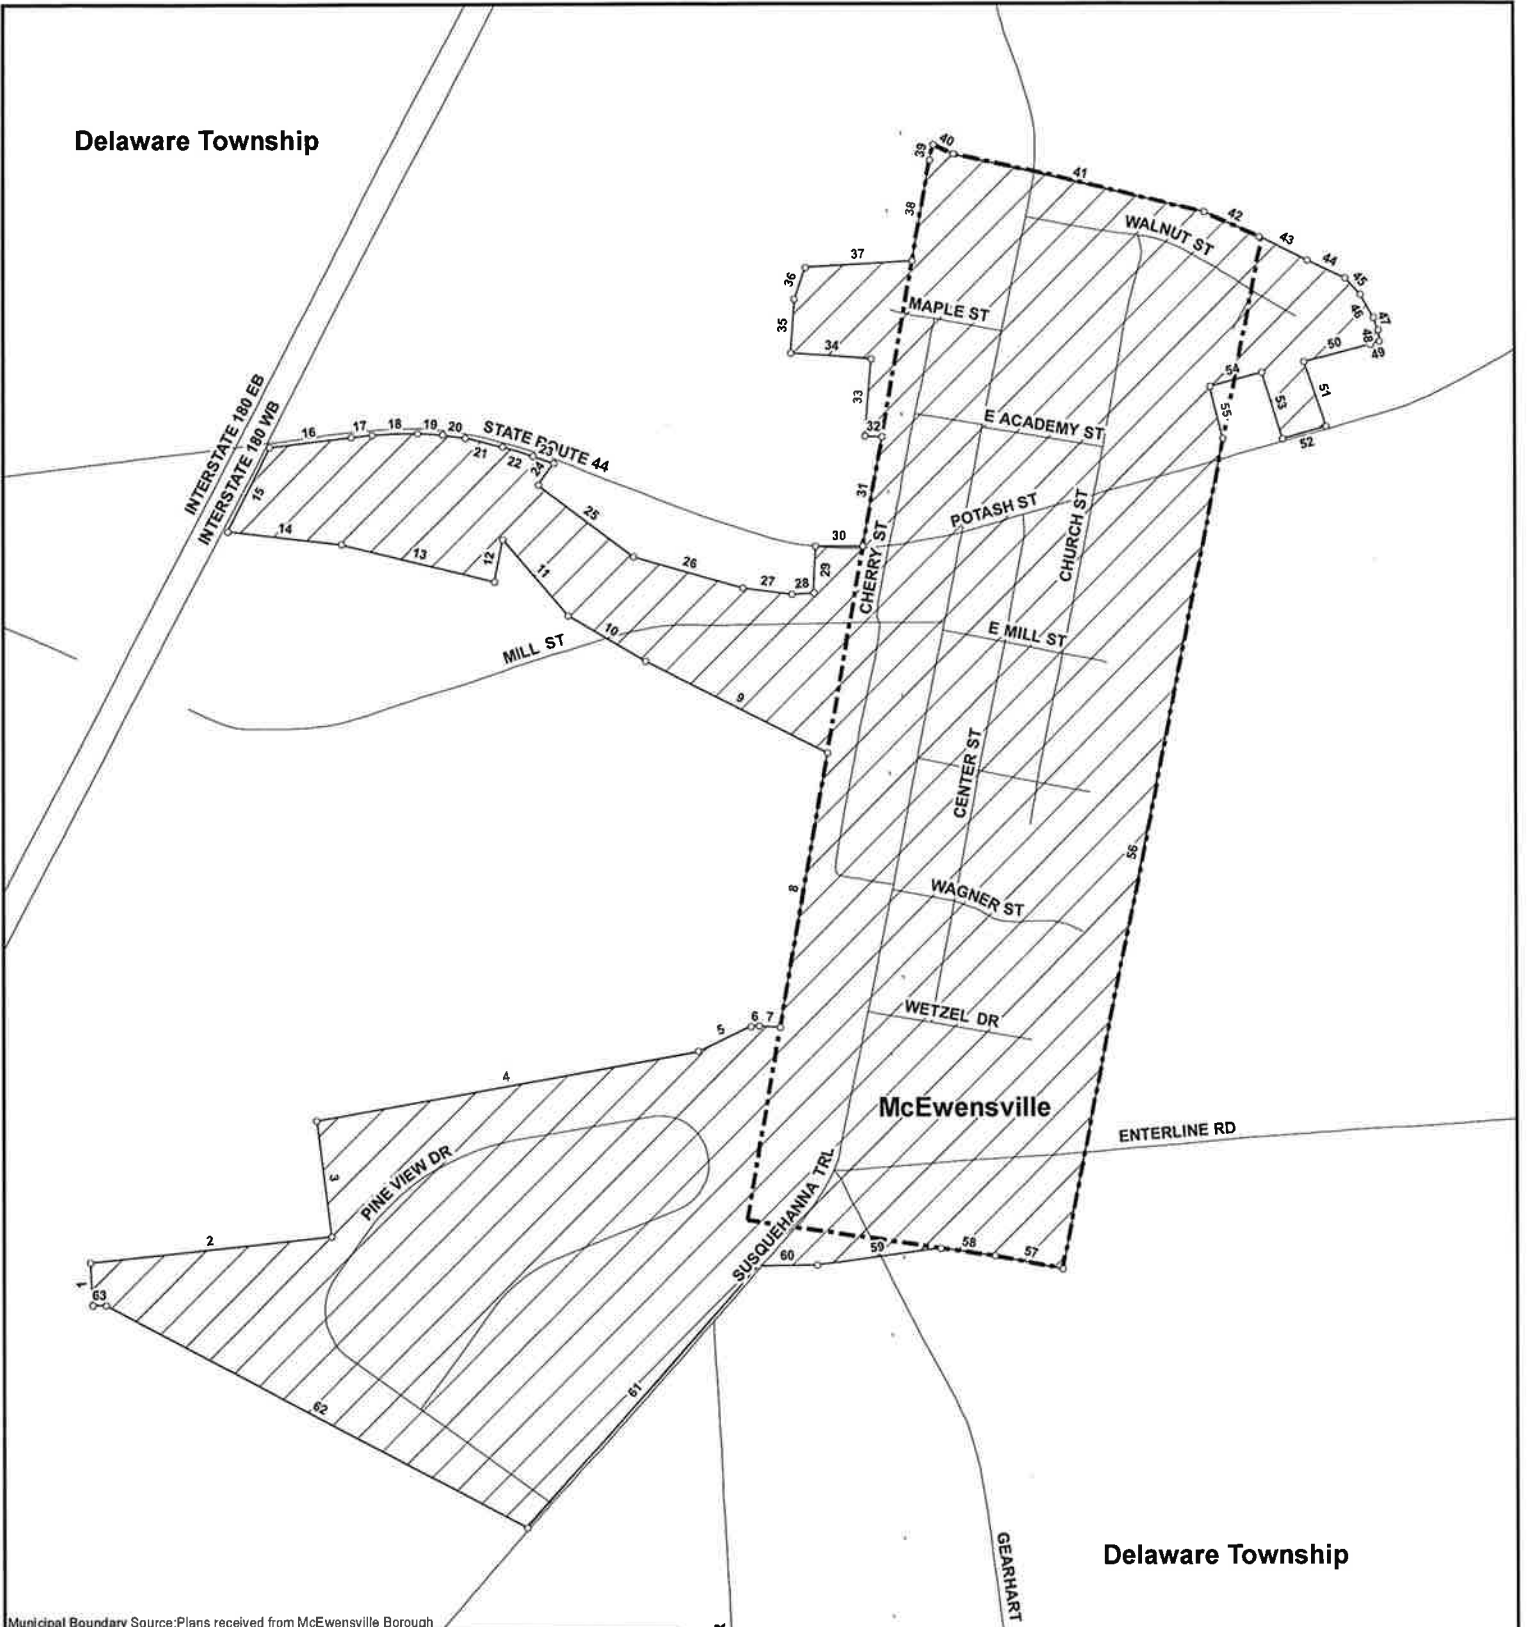 Delaware Township
INTERSTATE 180 EB
INTERSTATE 180 WB
STATE ROUTE 44
MILL ST
WALNUT ST
MAPLE ST
E ACADEMY ST
POTASH ST
CHERRY ST
CHURCH ST
E MILL ST
CENTER ST
WAGNER ST
WETZEL DR
McEwensville
ENTERLINE RD
PINE VIEW DR
SUSQUEHANNA TRL
GEARHART
Delaware Township
1
2
3
4
5
6
7
8
9
10
11
12
13
14
15
16
17
18
19
20
21
22
23
24
25
26
27
28
29
30
31
32
33
34
35
36
37
38
39
40
41
42
43
44
45
46
47
48
49
50
51
52
53
54
55
56
57
58
59
60
61
62
63
Municipal Boundary Source:Plans received from McEwensville Borough